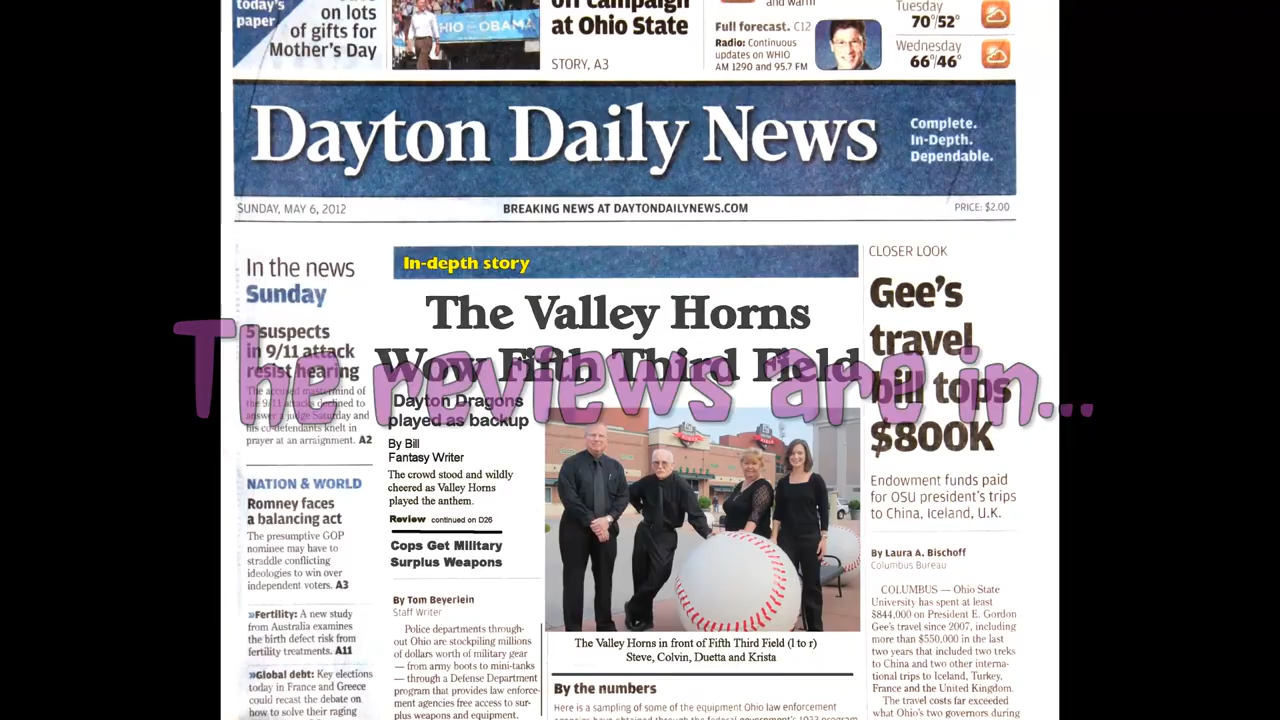 today's
paper
on lots
of gifts for
Mother's Day
OHIO OBAMA
off campaign
at Ohio State
STORY, A3
and warm
Full forecast. C12
Radio: Continuous
updates on WHIO
AM 1290 and 95.7 FM
Tuesday
70°/52°
Wednesday
66°/46°
Dayton Daily News
Complete.
In-Depth.
Dependable.
SUNDAY, MAY 6, 2012
BREAKING NEWS AT DAYTONDAILYNEWS.COM
PRICE: $2.00
In the news
Sunday
5 suspects
in 9/11 attack
resist hearing
The accused mastermind of
the 9/11 attacks declined to
answer a judge Saturday and
his co-defendants knelt in
prayer at an arraignment. A2
NATION & WORLD
Romney faces
a balancing act
The presumptive GOP
nominee may have to
straddle conflicting
ideologies to win over
independent voters. A3
»Fertility: A new study
from Australia examines
the birth defect risk from
fertility treatments. A11
»Global debt: Key elections
today in France and Greece
could recast the debate on
how to solve their raging
In-depth story
The Valley Horns
Wow Fifth Third Field
The reviews are in...
Dayton Dragons
played as backup
By Bill
Fantasy Writer
The crowd stood and wildly
cheered as Valley Horns
played the anthem.
Review continued on D26
Cops Get Military
Surplus Weapons
By Tom Beyerlein
Staff Writer
Police departments through-
out Ohio are stockpiling millions
of dollars worth of military gear
— from army boots to mini-tanks
— through a Defense Department
program that provides law enforce-
ment agencies free access to sur-
plus weapons and equipment.
The Valley Horns in front of Fifth Third Field (l to r)
Steve, Colvin, Duetta and Krista
By the numbers
Here is a sampling of some of the equipment Ohio law enforcement
agencies have obtained through the federal government's 1033 program
CLOSER LOOK
Gee's
travel
bill tops
$800K
Endowment funds paid
for OSU president's trips
to China, Iceland, U.K.
By Laura A. Bischoff
Columbus Bureau
COLUMBUS — Ohio State
University has spent at least
$844,000 on President E. Gordon
Gee's travel since 2007, including
more than $550,000 in the last
two years that included two treks
to China and two other interna-
tional trips to Iceland, Turkey,
France and the United Kingdom.
The travel costs far exceeded
what Ohio's two governors during